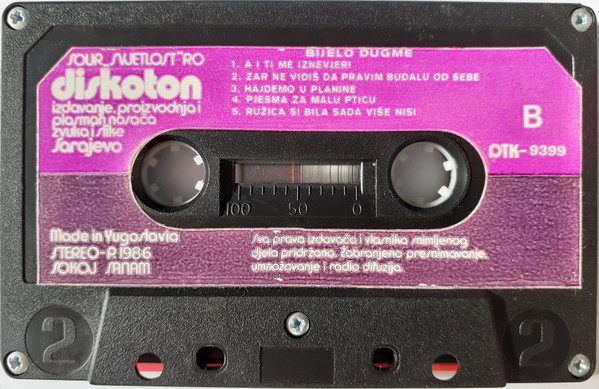 SOUR „SVJETLOST" RO
diskoton
izdavanje, proizvodnja i
plasman nosača
zvuka i slike
Sarajevo
BIJELO DUGME
1. A I TI ME IZNEVJERI
2. ZAR NE VIDIŠ DA PRAVIM BUDALU OD SEBE
3. HAJDEMO U PLANINE
4. PJESMA ZA MALU PTICU
5. RUŽICA SI BILA SADA VIŠE NISI
B
DTK-9399
100 50 0
Made in Yugoslavia
STEREO-R 1986
SOKOJ SANAM
Sva prava izdavača i vlasnika snimljenog
djela pridržana. Zabranjeno presnimavanje,
umnožavanje i radio difuzija.
2
2